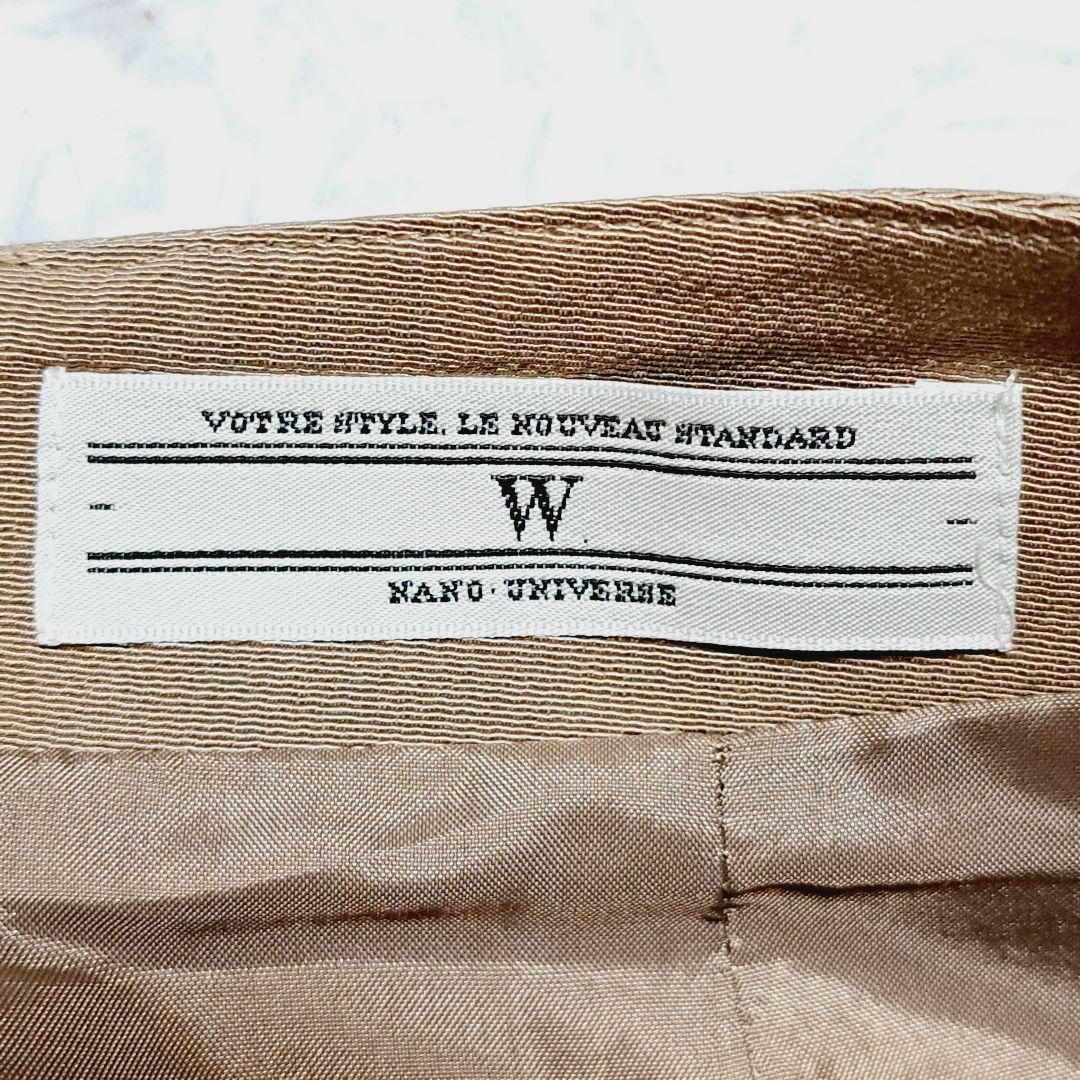 VOTRE STYLE. LE NOUVEAU STANDARD
W
NANO·UNIVERSE